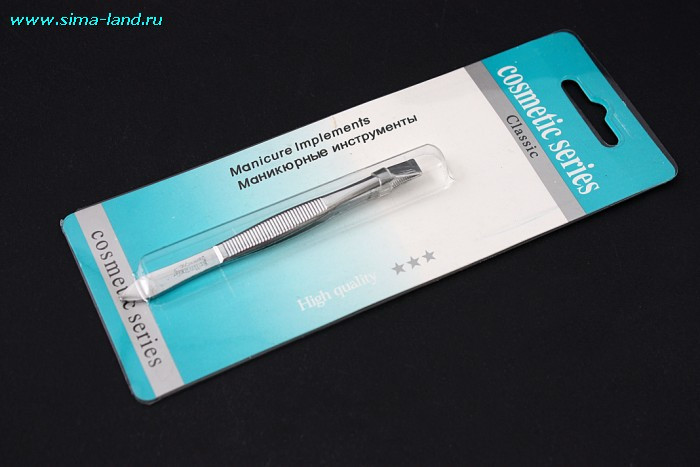 www.sima-land.ru
cosmetic series
Classic
Manicure Implements
Маникюрные инструменты
High quality
cosmetic series